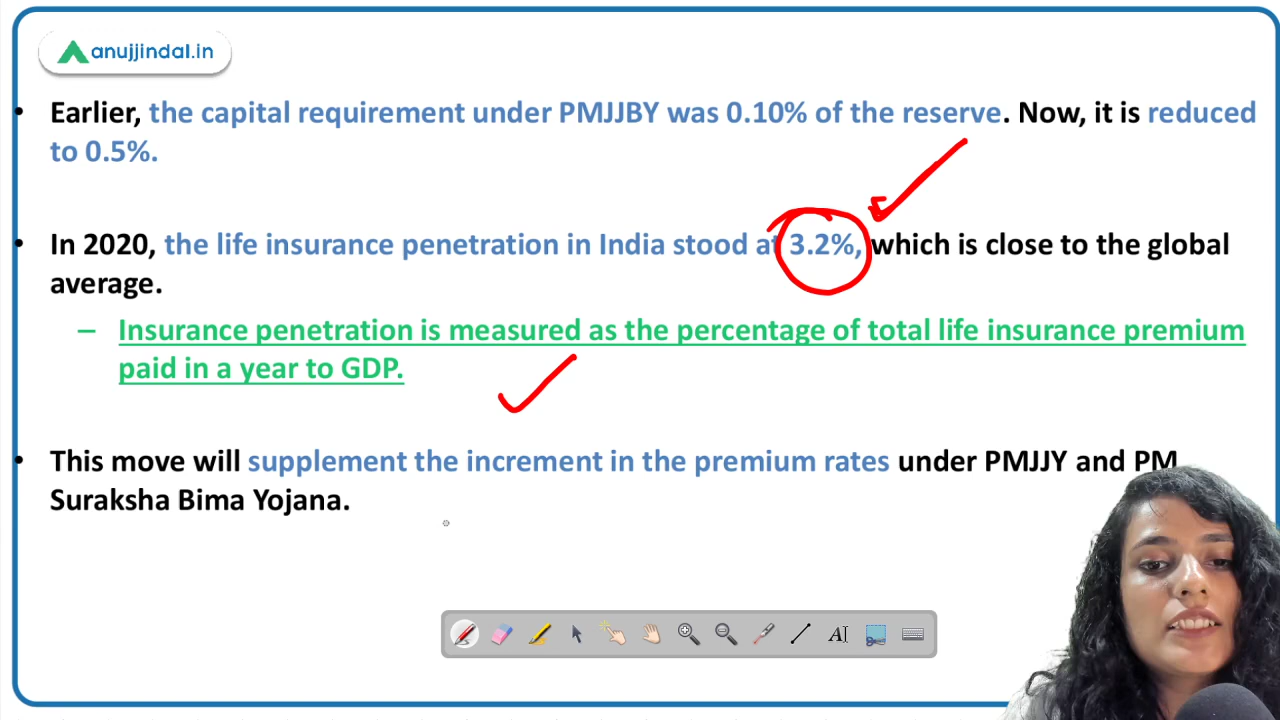 anujjindal.in
• Earlier, the capital requirement under PMJJBY was 0.10% of the reserve. Now, it is reduced
to 0.5%.
• In 2020, the life insurance penetration in India stood at 3.2%, which is close to the global
average.
– Insurance penetration is measured as the percentage of total life insurance premium
paid in a year to GDP.
• This move will supplement the increment in the premium rates under PMJJY and PM
Suraksha Bima Yojana.
AI